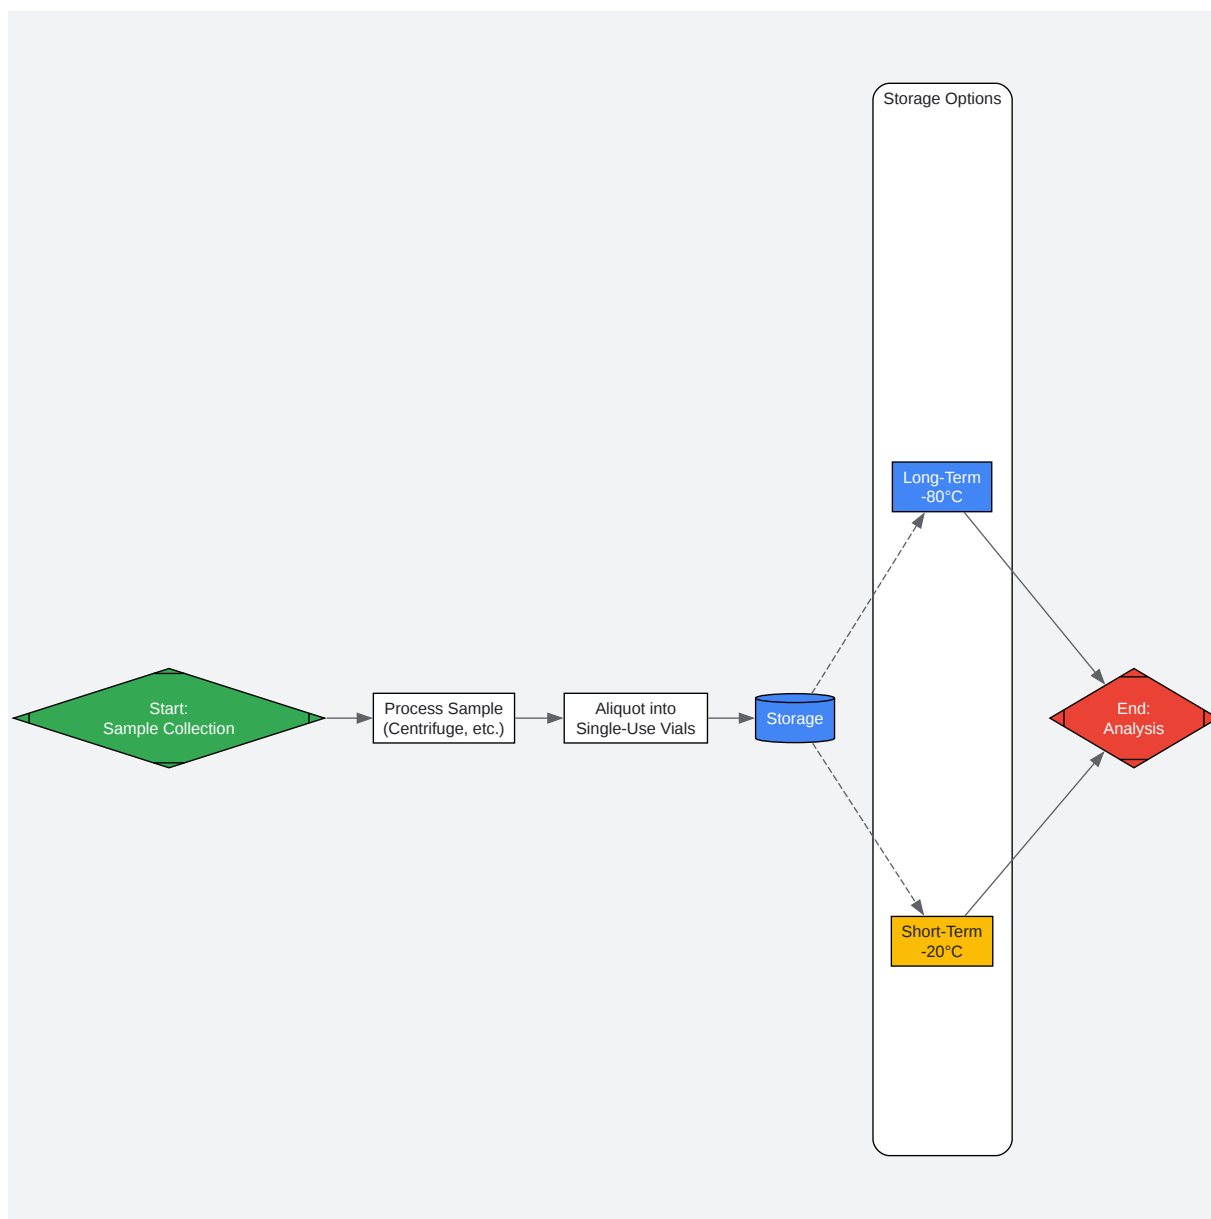 Storage Options
Long-Term
-80°C
Start:
Sample Collection
Process Sample
(Centrifuge, etc.)
Aliquot into
Single-Use Vials
Storage
End:
Analysis
Short-Term
-20°C